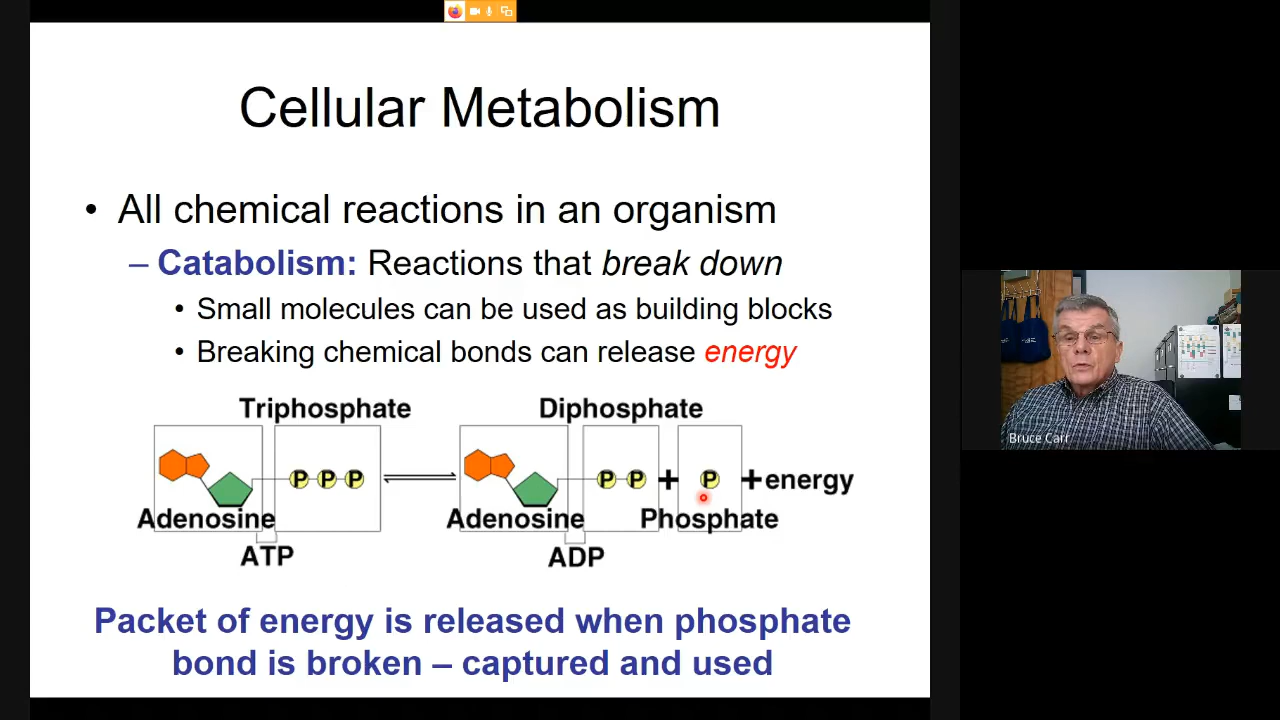 Cellular Metabolism
• All chemical reactions in an organism
– Catabolism: Reactions that break down
• Small molecules can be used as building blocks
• Breaking chemical bonds can release energy
Triphosphate Diphosphate
P P P P P + P + energy
Adenosine Adenosine Phosphate
ATP ADP
Packet of energy is released when phosphate
bond is broken – captured and used
Bruce Carr